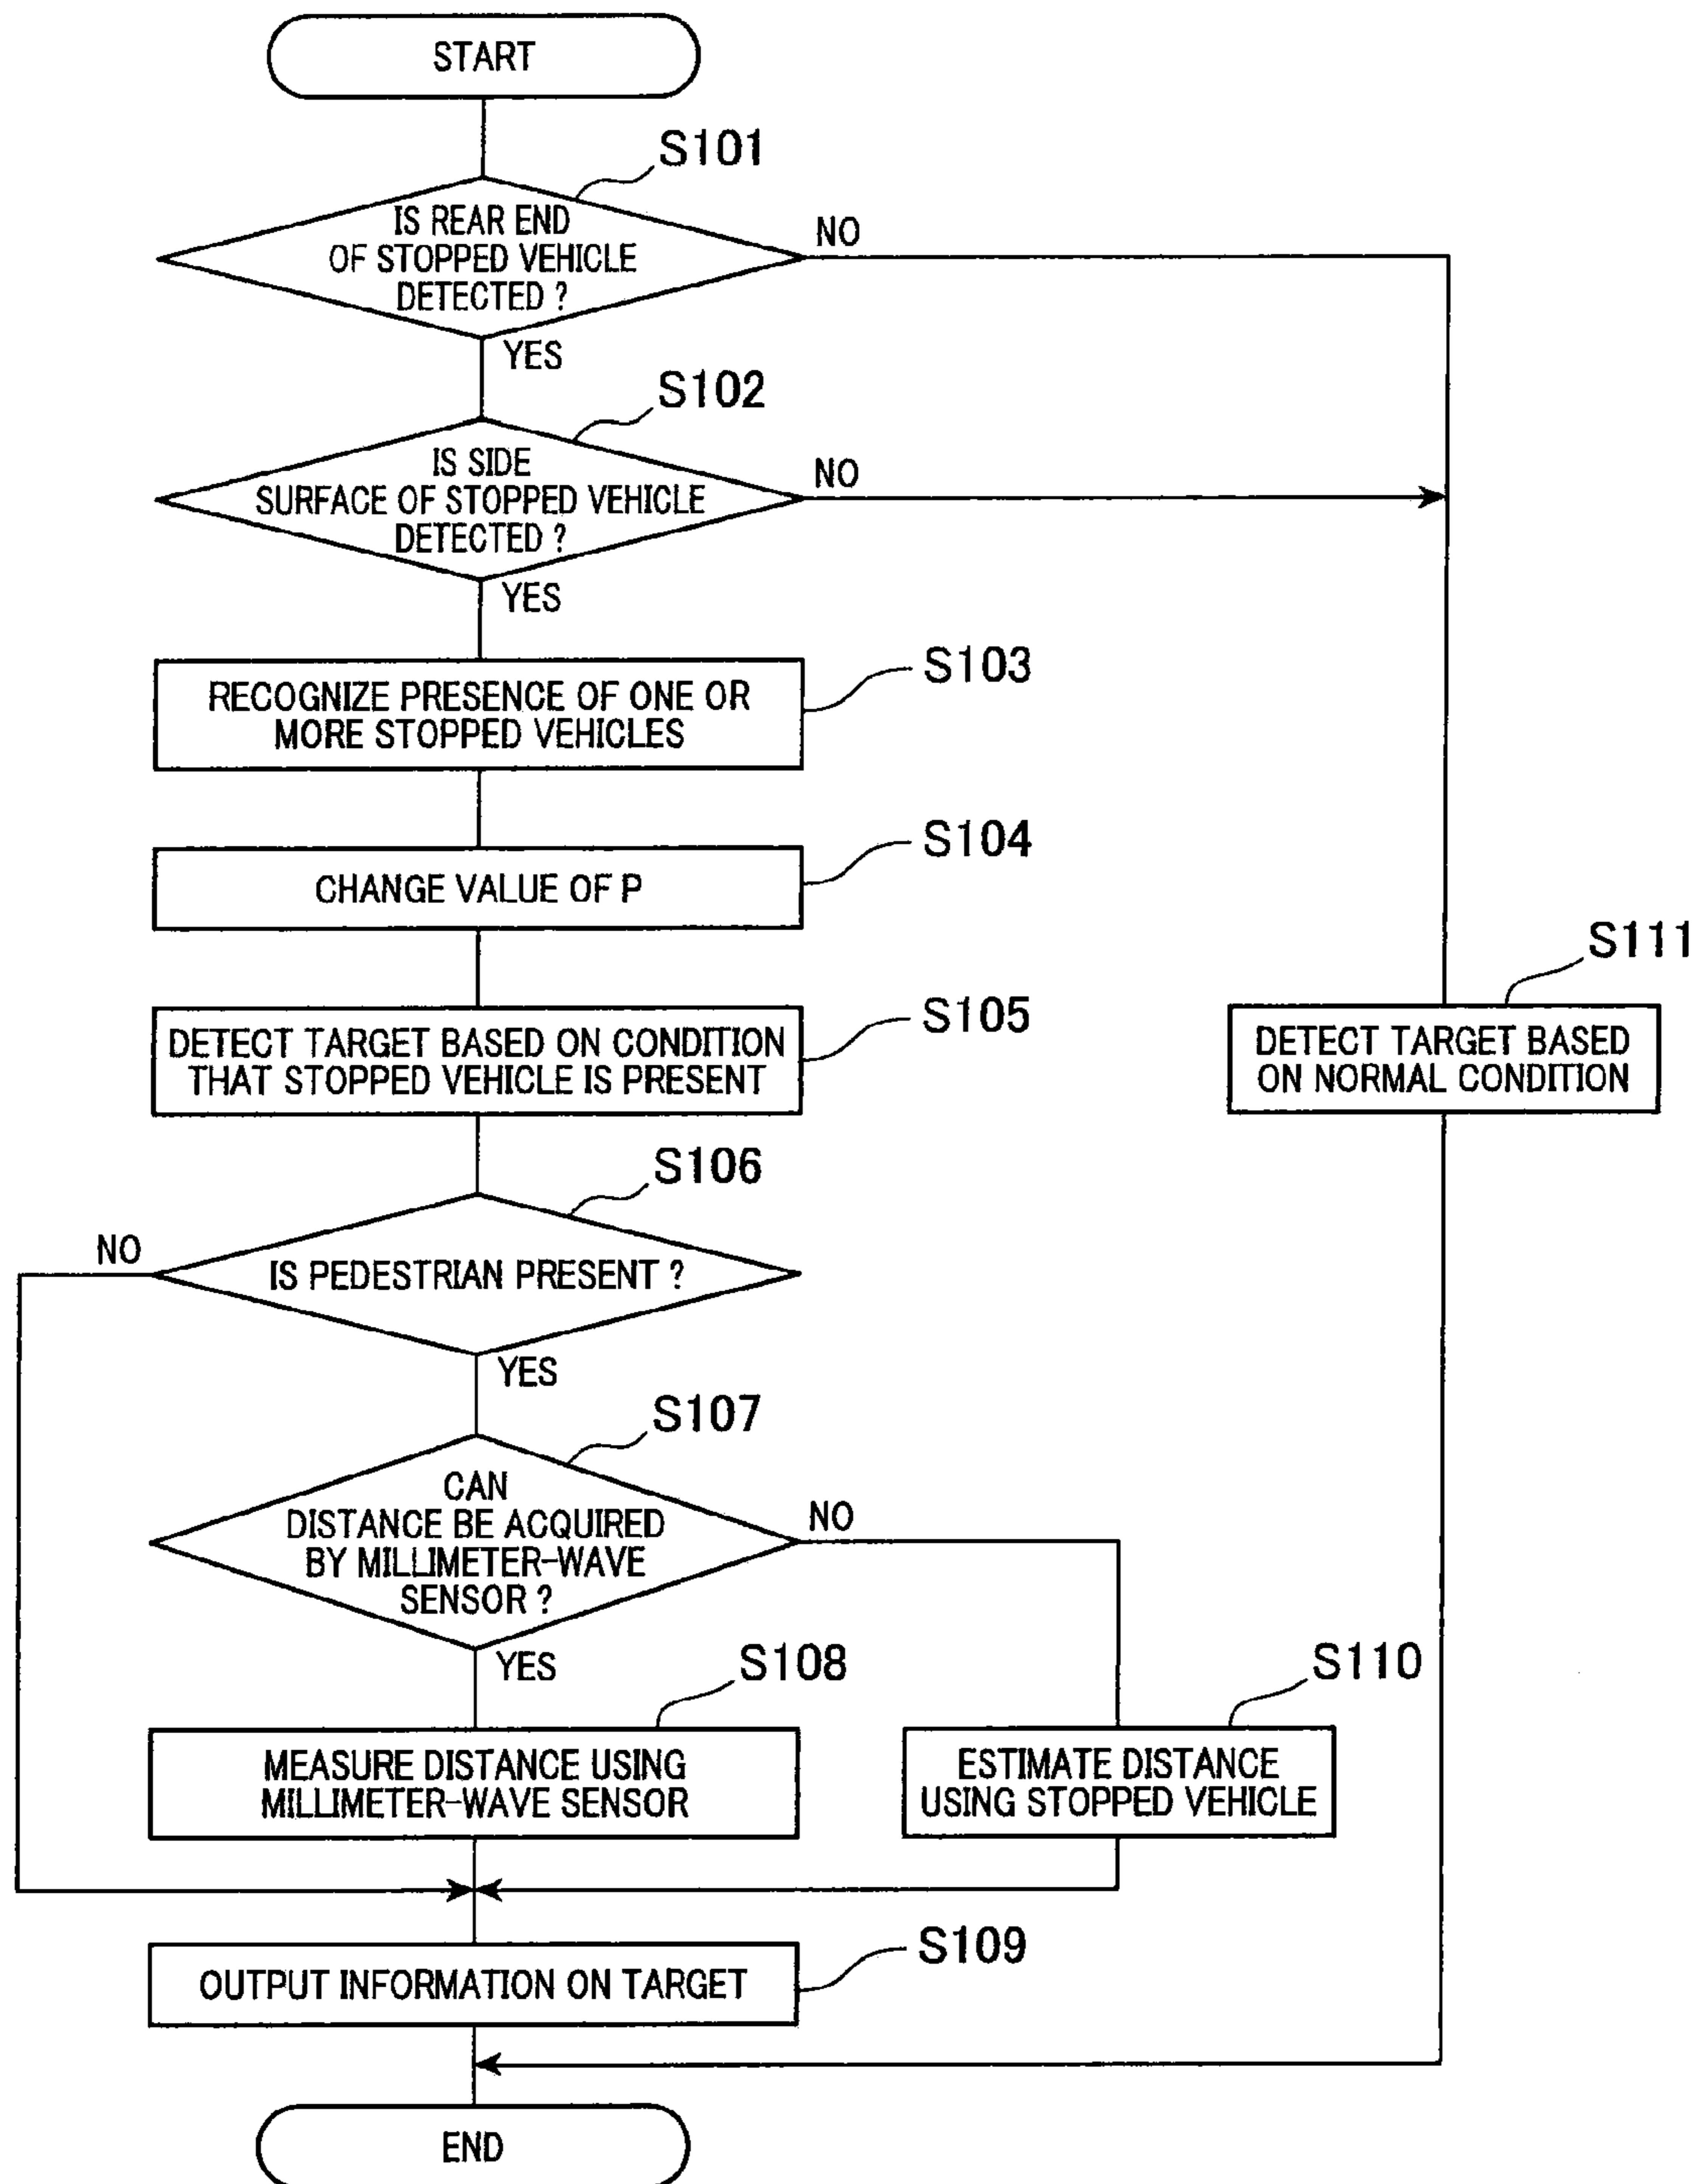 START
S101
IS REAR END
OF STOPPED VEHICLE
DETECTED ?
NO
YES
S102
IS SIDE
SURFACE OF STOPPED VEHICLE
DETECTED ?
NO
YES
S103
RECOGNIZE PRESENCE OF ONE OR
MORE STOPPED VEHICLES
S104
CHANGE VALUE OF P
S105
DETECT TARGET BASED ON CONDITION
THAT STOPPED VEHICLE IS PRESENT
S111
DETECT TARGET BASED
ON NORMAL CONDITION
S106
NO
IS PEDESTRIAN PRESENT ?
YES
S107
CAN
DISTANCE BE ACQUIRED
BY MILLIMETER-WAVE
SENSOR ?
NO
YES
S108
MEASURE DISTANCE USING
MILLIMETER-WAVE SENSOR
S110
ESTIMATE DISTANCE
USING STOPPED VEHICLE
S109
OUTPUT INFORMATION ON TARGET
END